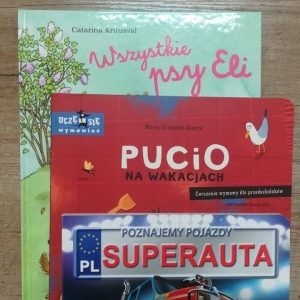 Catarina Kruusval
Wszystkie
psy Eli
UCZĘ SIĘ
wymawiać
Marta Galewska-Kustra
PUCIO
NA WAKACJACH
Ćwiczenia wymowy dla przedszkolaków
POZNAJEMY POJAZDY
PL SUPERAUTA